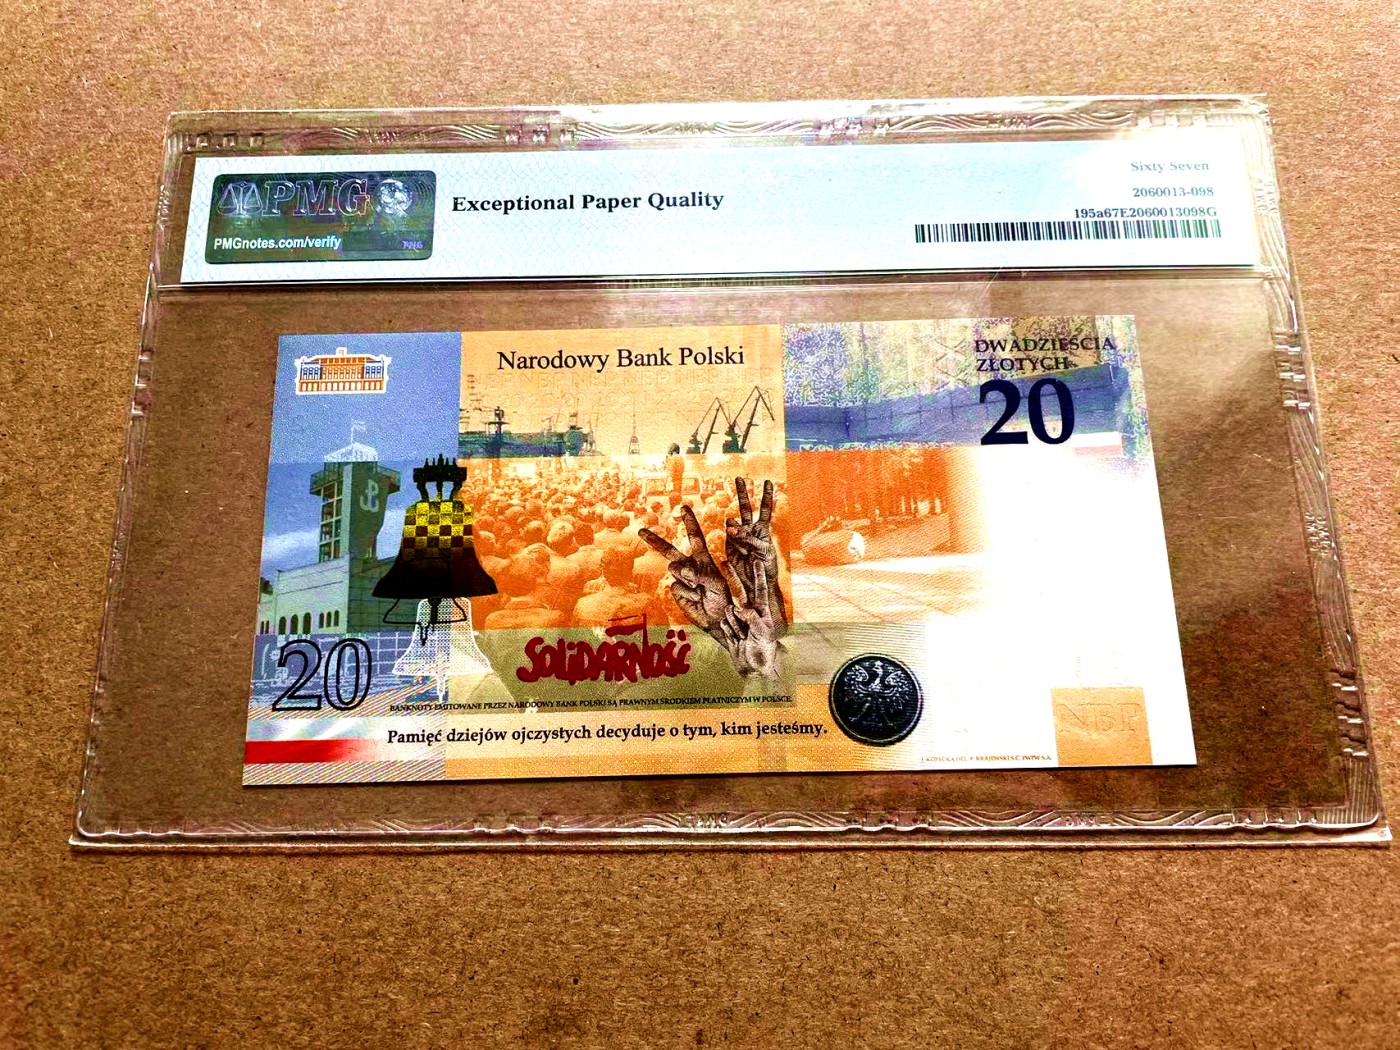 PMG
PMGnotes.com/verify
Exceptional Paper Quality
Sixty Seven
2060013-098
195a67E2060013098G
Narodowy Bank Polski
DWADZIEŚCIA
ZŁOTYCH
20
20
SOLIDARNOŚĆ
BANKNOTY EMITOWANE PRZEZ NARODOWY BANK POLSKI SĄ PRAWNYM ŚRODKIEM PŁATNICZYM W POLSCE.
Pamięć dziejów ojczystych decyduje o tym, kim jesteśmy.
NBP